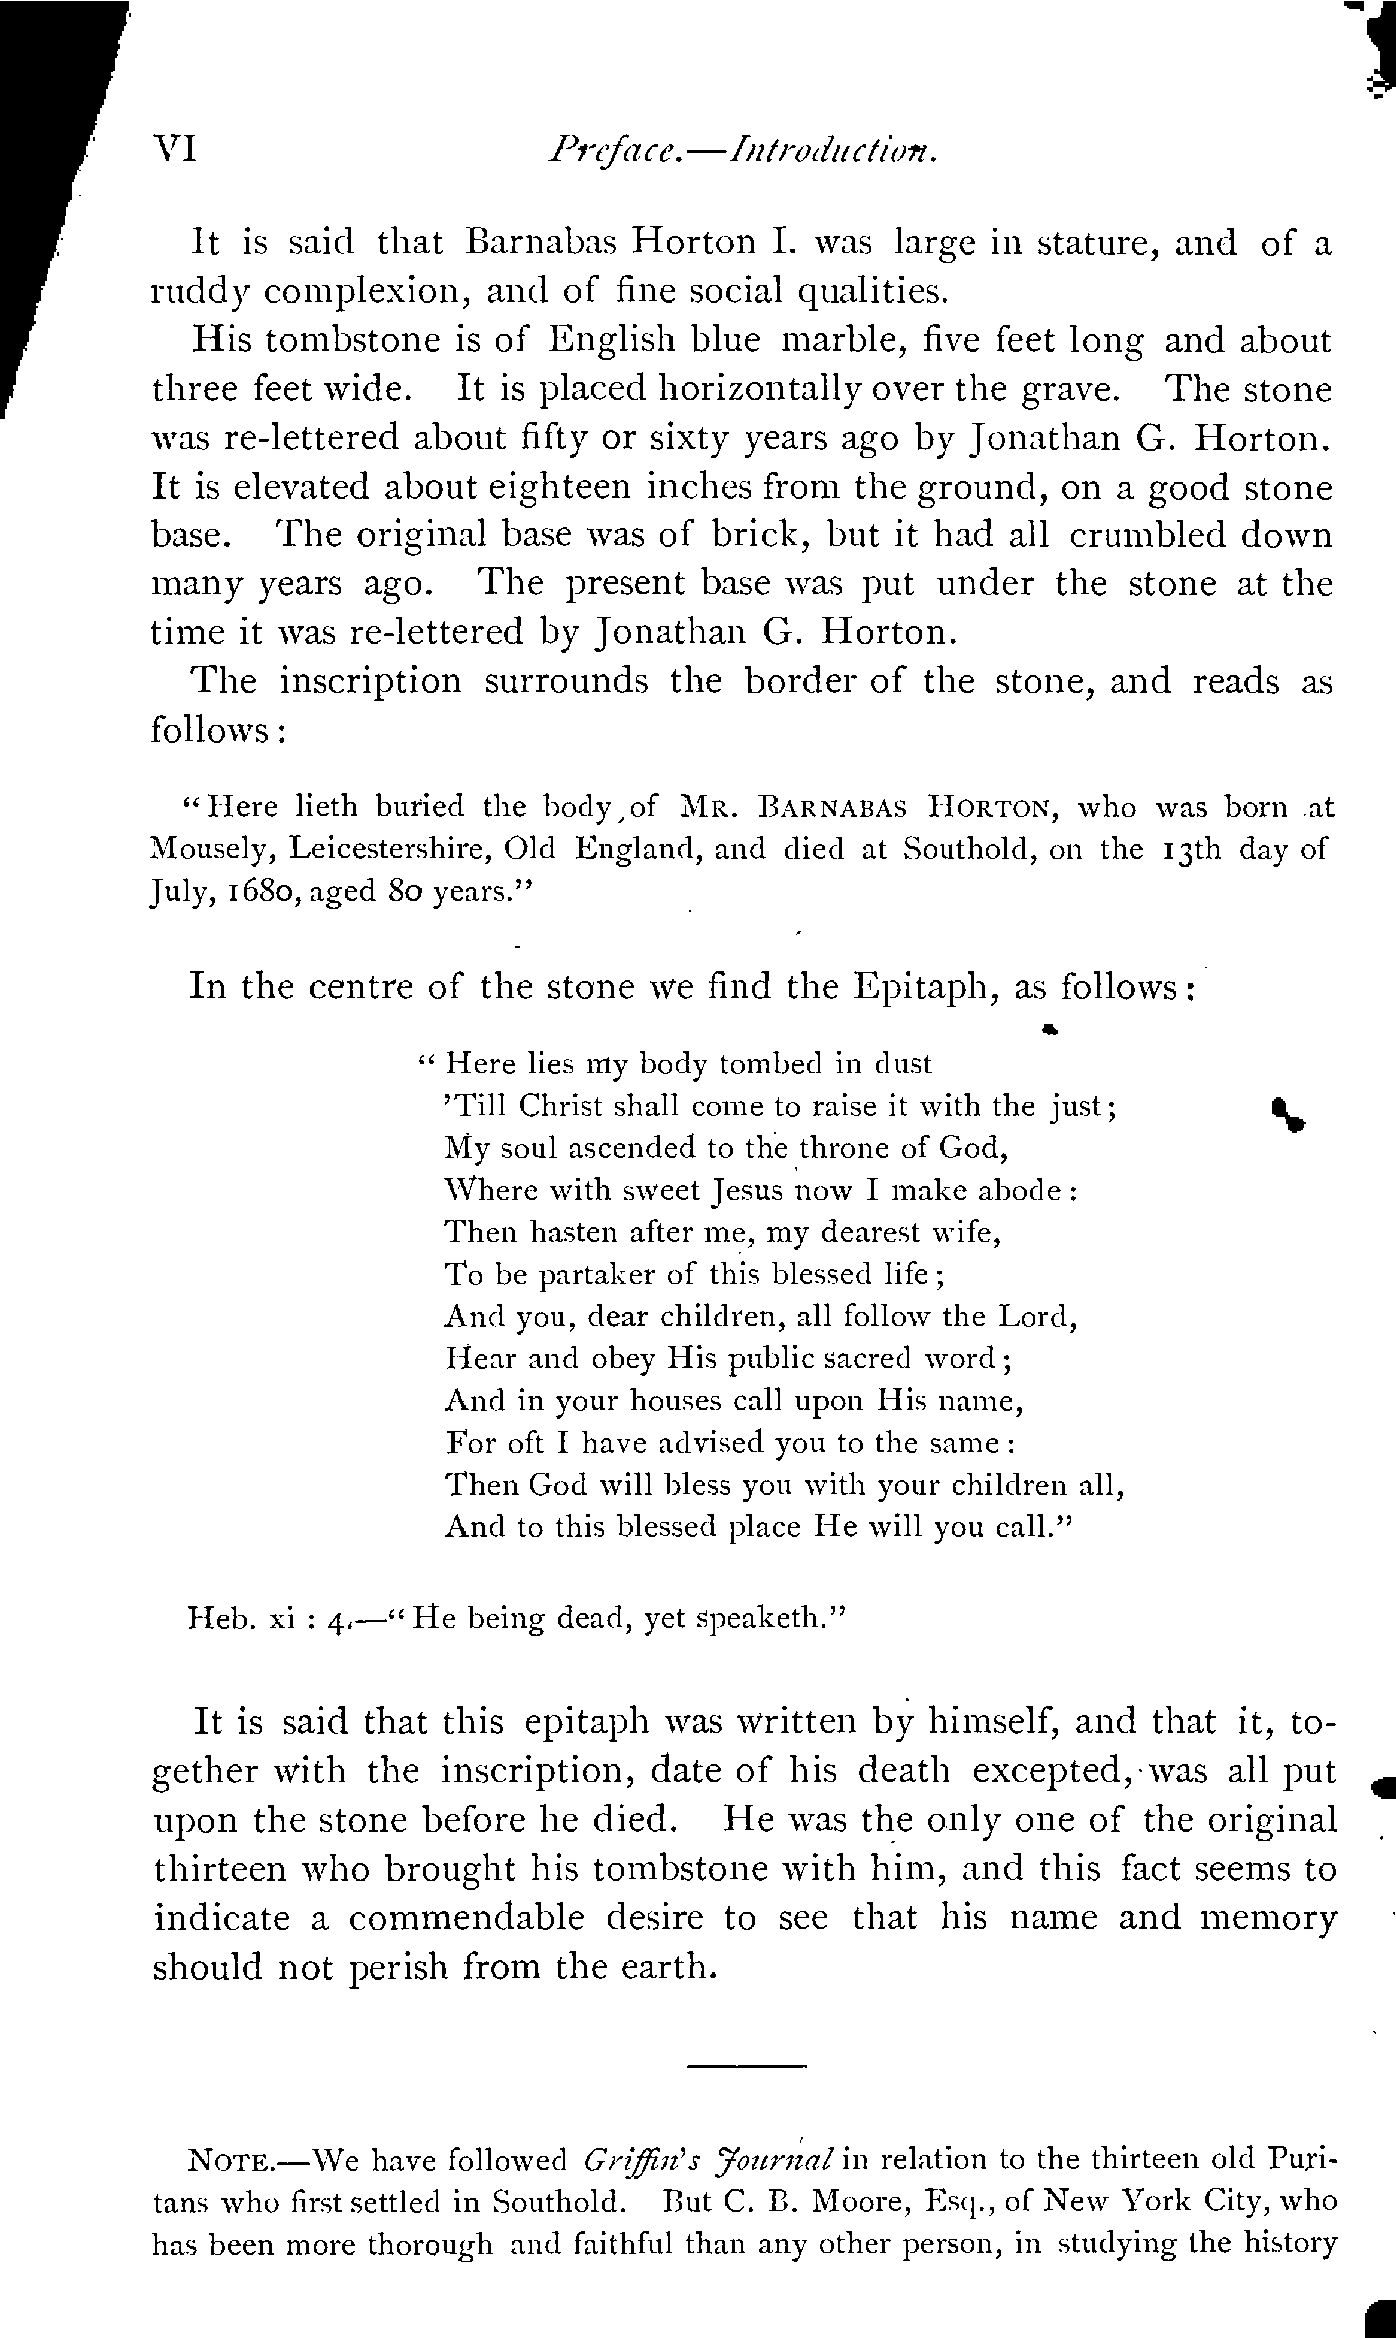 VI Preface.—Introduction.
It is said that Barnabas Horton I. was large in stature, and of a
ruddy complexion, and of fine social qualities.
His tombstone is of English blue marble, five feet long and about
three feet wide. It is placed horizontally over the grave. The stone
was re-lettered about fifty or sixty years ago by Jonathan G. Horton.
It is elevated about eighteen inches from the ground, on a good stone
base. The original base was of brick, but it had all crumbled down
many years ago. The present base was put under the stone at the
time it was re-lettered by Jonathan G. Horton.
The inscription surrounds the border of the stone, and reads as
follows :
“ Here lieth buried the body of MR. BARNABAS HORTON, who was born at
Mousely, Leicestershire, Old England, and died at Southold, on the 13th day of
July, 1680, aged 80 years.”
In the centre of the stone we find the Epitaph, as follows :
“ Here lies my body tombed in dust
’Till Christ shall come to raise it with the just ;
My soul ascended to the throne of God,
Where with sweet Jesus now I make abode :
Then hasten after me, my dearest wife,
To be partaker of this blessed life ;
And you, dear children, all follow the Lord,
Hear and obey His public sacred word ;
And in your houses call upon His name,
For oft I have advised you to the same :
Then God will bless you with your children all,
And to this blessed place He will you call.”
Heb. xi : 4.—“ He being dead, yet speaketh.”
It is said that this epitaph was written by himself, and that it, to-
gether with the inscription, date of his death excepted, was all put
upon the stone before he died. He was the only one of the original
thirteen who brought his tombstone with him, and this fact seems to
indicate a commendable desire to see that his name and memory
should not perish from the earth.
NOTE.—We have followed Griffin’s Journal in relation to the thirteen old Puri-
tans who first settled in Southold. But C. B. Moore, Esq., of New York City, who
has been more thorough and faithful than any other person, in studying the history